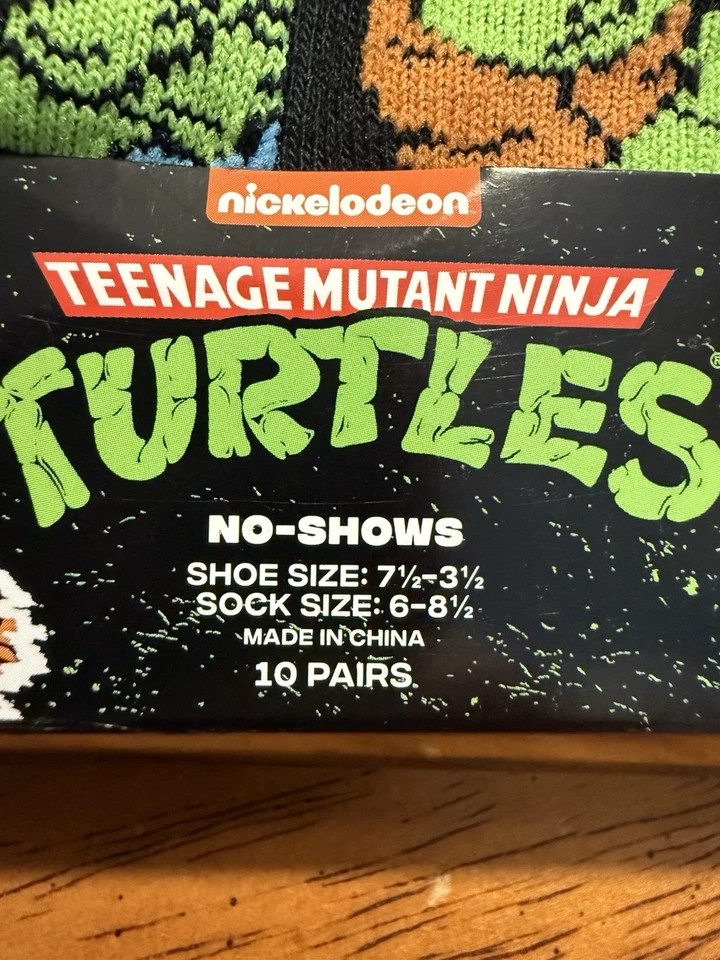 nickelodeon
TEENAGE MUTANT NINJA
TURTLES®
NO-SHOWS
SHOE SIZE: 7½-3½
SOCK SIZE: 6-8½
MADE IN CHINA
10 PAIRS